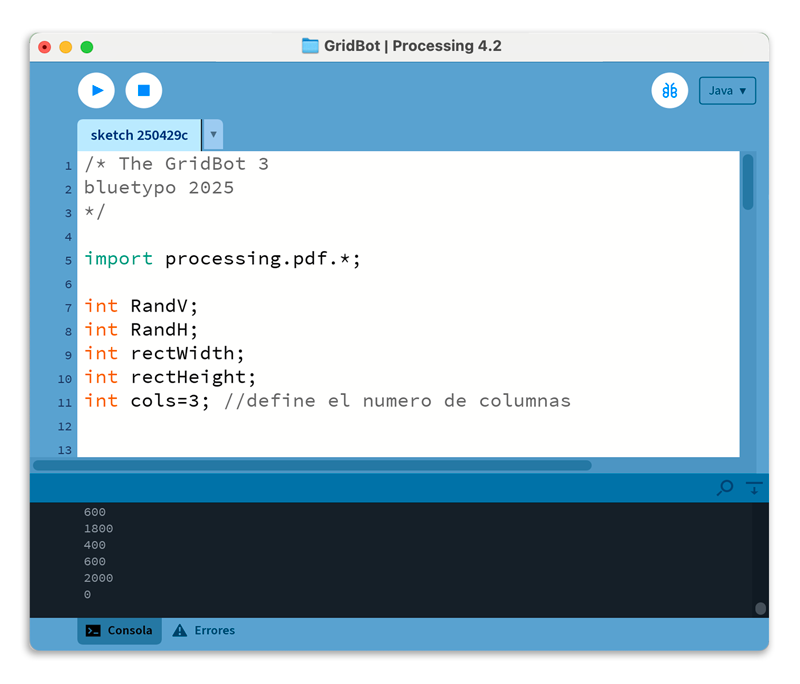 GridBot | Processing 4.2
Java ▼
sketch 250429c ▼
1 /* The GridBot 3
2 bluetypo 2025
3 */
4
5 import processing.pdf.*;
6
7 int RandV;
8 int RandH;
9 int rectWidth;
10 int rectHeight;
11 int cols=3; //define el numero de columnas
12
13
600
1800
400
600
2000
0
Consola Errores